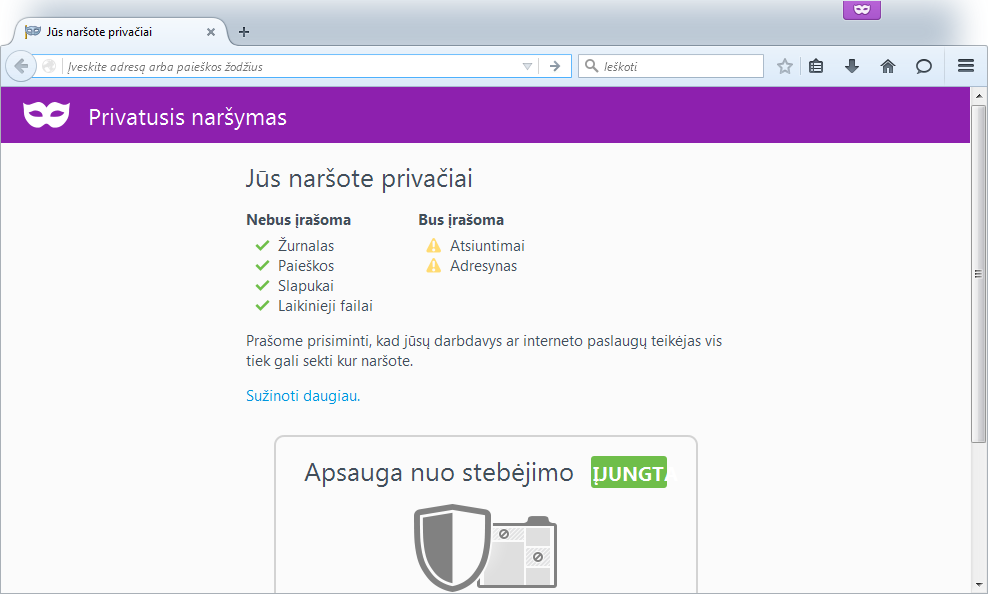 Jūs naršote privačiai
Įveskite adresą arba paieškos žodžius
Ieškoti
Privatusis naršymas
Jūs naršote privačiai
Nebus įrašoma
Žurnalas
Paieškos
Slapukai
Laikinieji failai
Bus įrašoma
Atsiuntimai
Adresynas
Prašome prisiminti, kad jūsų darbdavys ar interneto paslaugų teikėjas vis
tiek gali sekti kur naršote.
Sužinoti daugiau.
Apsauga nuo stebėjimo
ĮJUNGTA